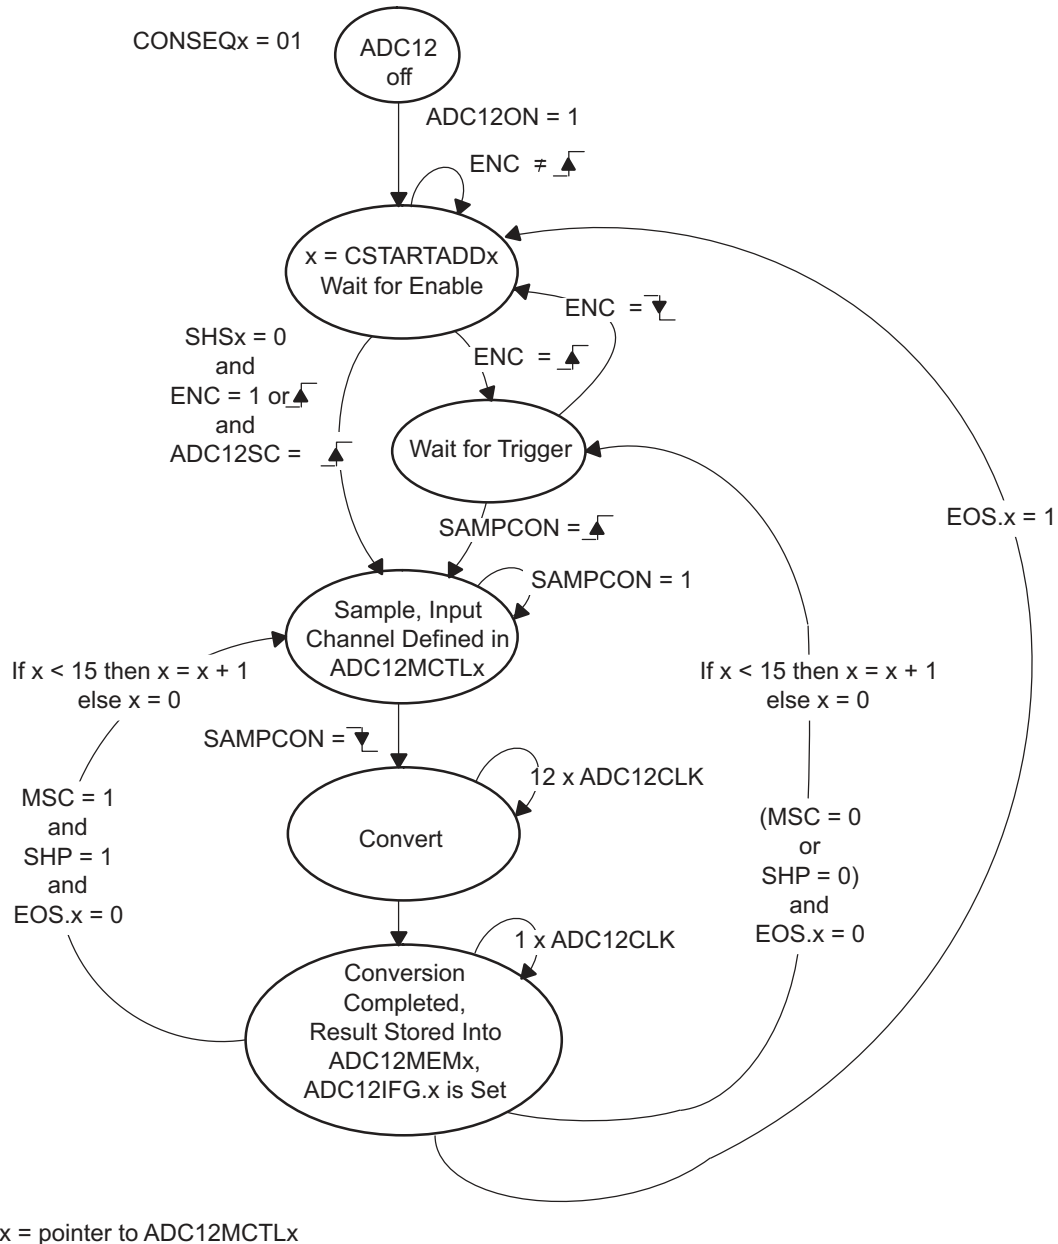 CONSEQx = 01
ADC12
off
ADC12ON = 1
ENC ≠
x = CSTARTADDx
Wait for Enable
ENC =
SHSx = 0
and
ENC = 1 or
and
ADC12SC =
ENC =
Wait for Trigger
EOS.x = 1
SAMPCON =
SAMPCON = 1
Sample, Input
Channel Defined in
ADC12MCTLx
If x < 15 then x = x + 1
else x = 0
If x < 15 then x = x + 1
else x = 0
SAMPCON =
12 x ADC12CLK
Convert
MSC = 1
and
SHP = 1
and
EOS.x = 0
(MSC = 0
or
SHP = 0)
and
EOS.x = 0
1 x ADC12CLK
Conversion
Completed,
Result Stored Into
ADC12MEMx,
ADC12IFG.x is Set
x = pointer to ADC12MCTLx